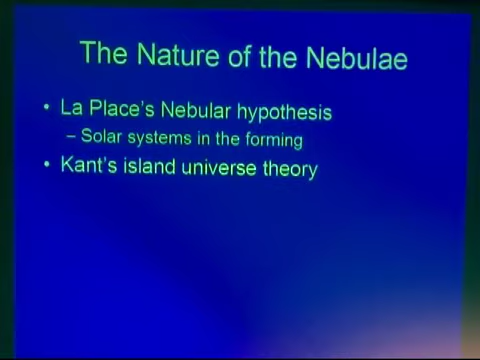 The Nature of the Nebulae
• La Place's Nebular hypothesis
– Solar systems in the forming
• Kant's island universe theory